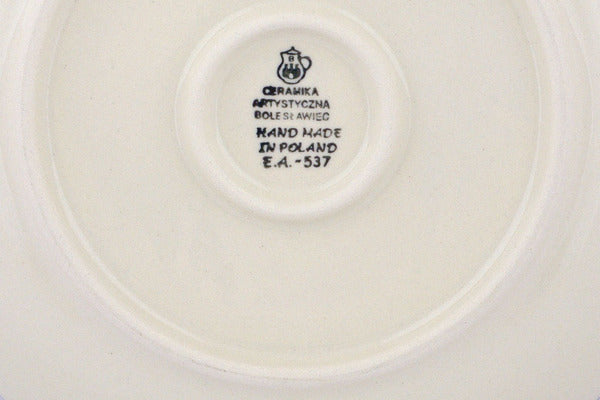 B
CERAMIKA
ARTYSTYCZNA
BOLESŁAWIEC
HAND MADE
IN POLAND
E.A.-537